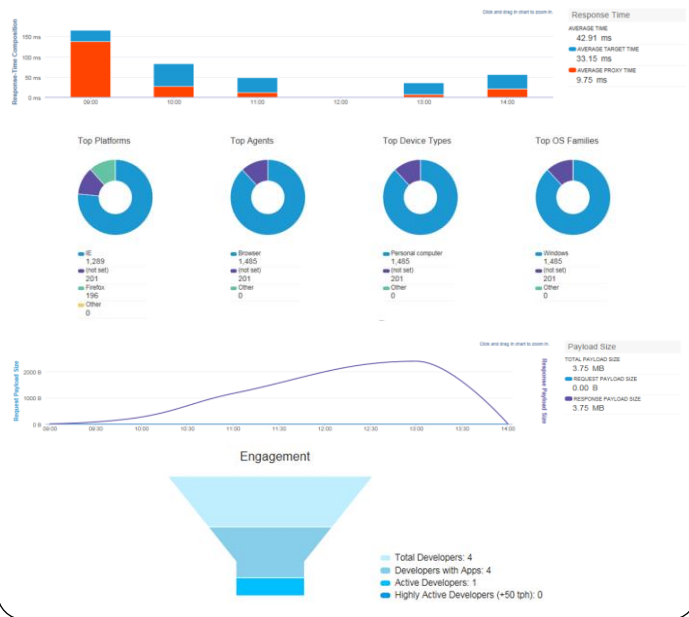 Click and drag in chart to zoom in.
Response Time
Response-Time Composition
150 ms
100 ms
50 ms
0 ms
09:00
10:00
11:00
12:00
13:00
14:00
AVERAGE TIME
42.91 ms
AVERAGE TARGET TIME
33.15 ms
AVERAGE PROXY TIME
9.75 ms
Top Platforms
IE
1,289
(not set)
201
Firefox
196
Other
0
Top Agents
Browser
1,485
(not set)
201
Other
0
Top Device Types
Personal computer
1,485
(not set)
201
Other
0
Top OS Families
Windows
1,485
(not set)
201
Other
0
Click and drag in chart to zoom in.
Payload Size
Request Payload Size
2000 B
1000 B
0 B
09:00
09:30
10:00
10:30
11:00
11:30
12:00
12:30
13:00
13:30
14:00
Response Payload Size
TOTAL PAYLOAD SIZE
3.75 MB
REQUEST PAYLOAD SIZE
0.00 B
RESPONSE PAYLOAD SIZE
3.75 MB
Engagement
Total Developers: 4
Developers with Apps: 4
Active Developers: 1
Highly Active Developers (+50 tph): 0